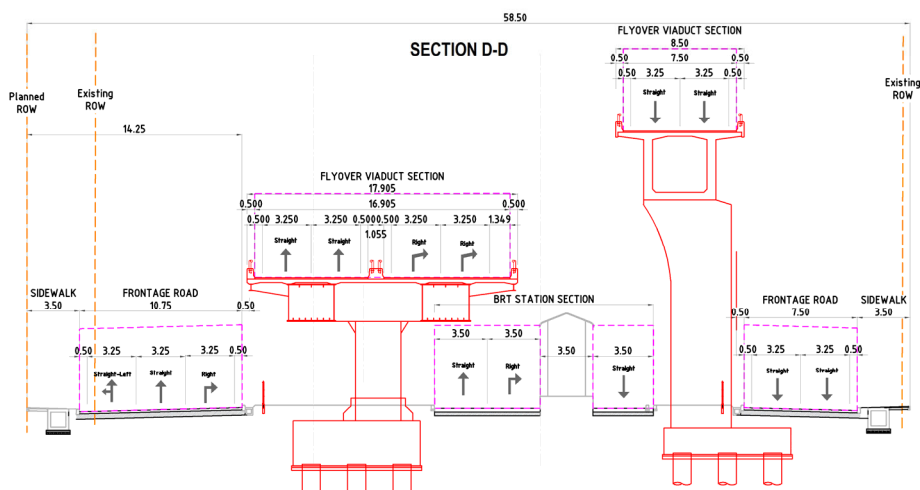 58.50
SECTION D-D
FLYOVER VIADUCT SECTION
8.50
0.50 7.50 0.50
0.50 3.25 3.25 0.50
Straight Straight
Planned
ROW
Existing
ROW
Existing
ROW
14.25
FLYOVER VIADUCT SECTION
17.905
0.500 16.905 0.500
0.500 3.250 3.250 0.5000 0.500 3.250 3.250 1.349
1.055
Straight Straight Right Right
SIDEWALK FRONTAGE ROAD
3.50 10.75 0.50
0.50 3.25 3.25 3.25 0.50
Straight-Left Straight Right
BRT STATION SECTION
3.50 3.50 3.50 3.50
Straight Right Straight
FRONTAGE ROAD SIDEWALK
0.50 7.50 3.50
0.50 3.25 3.25 0.50
Straight Straight